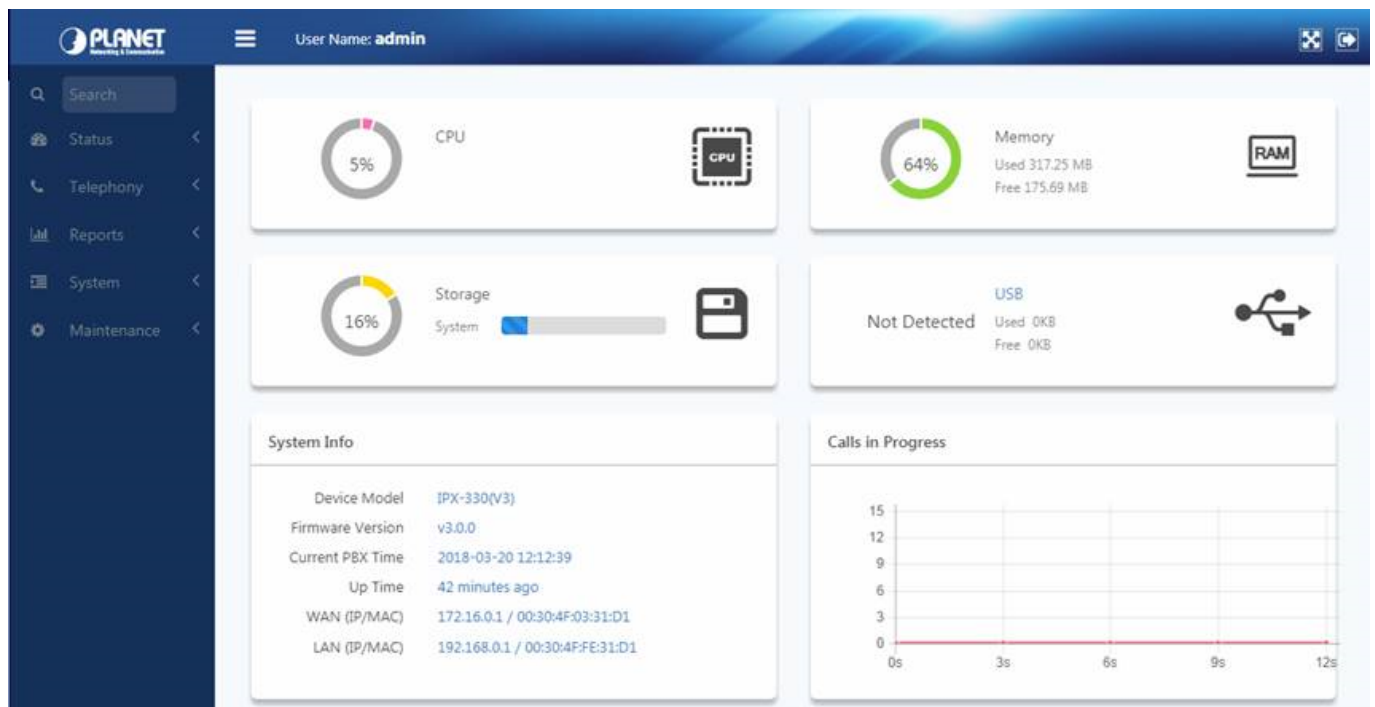 PLANET
Networking & Communication
User Name: admin
Search
Status
Telephony
Reports
System
Maintenance
5%
CPU
CPU
64%
Memory
Used 317.25 MB
Free 175.69 MB
RAM
16%
Storage
System
Not Detected
USB
Used 0KB
Free 0KB
System Info
Device Model IPX-330(V3)
Firmware Version v3.0.0
Current PBX Time 2018-03-20 12:12:39
Up Time 42 minutes ago
WAN (IP/MAC) 172.16.0.1 / 00:30:4F:03:31:D1
LAN (IP/MAC) 192.168.0.1 / 00:30:4F:FE:31:D1
Calls in Progress
15
12
9
6
3
0
0s 3s 6s 9s 12s